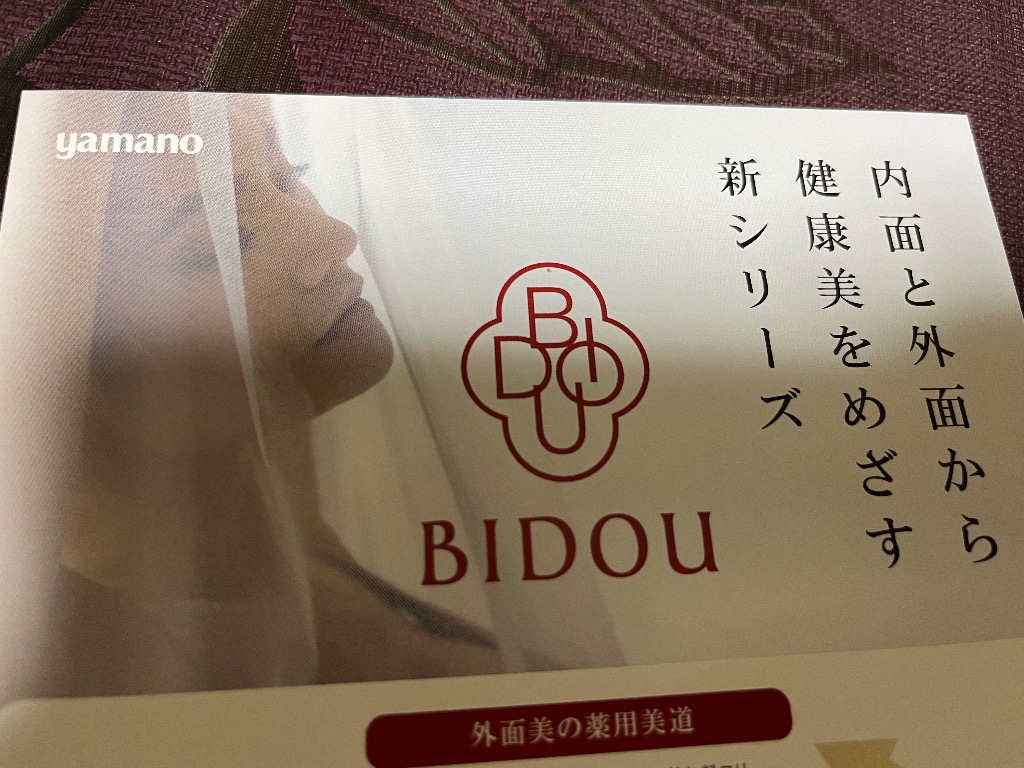 yamano
内面と外面から
健康美をめざす
新シリーズ
BIDOU
BIDOU
外面美の薬用美道